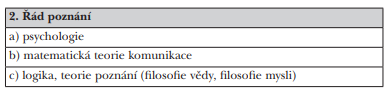 2. Řád poznání
a) psychologie
b) matematická teorie komunikace
c) logika, teorie poznání (filosofie vědy, filosofie mysli)